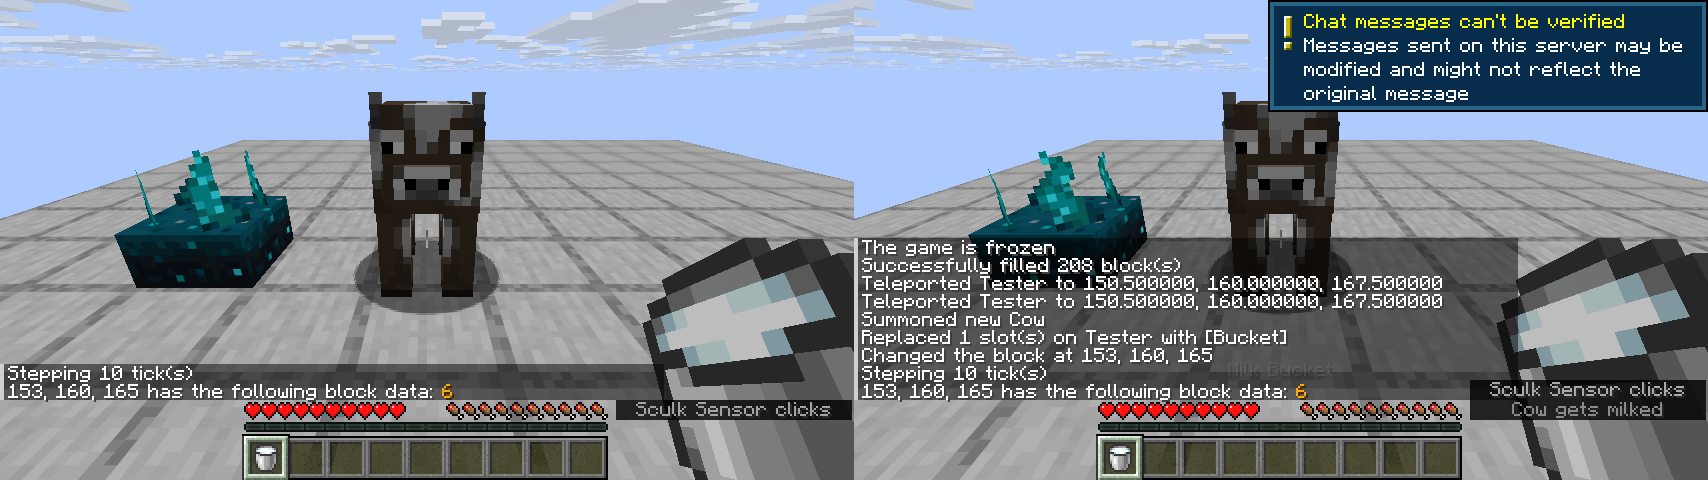 Stepping 10 tick(s)
153, 160, 165 has the following block data: 6
Sculk Sensor clicks
Chat messages can't be verified
Messages sent on this server may be
modified and might not reflect the
original message
The game is frozen
Successfully filled 208 block(s)
Teleported Tester to 150.500000, 160.000000, 167.500000
Teleported Tester to 150.500000, 160.000000, 167.500000
Summoned new Cow
Replaced 1 slot(s) on Tester with [Bucket]
Changed the block at 153, 160, 165
Milk Bucket
Stepping 10 tick(s)
153, 160, 165 has the following block data: 6
Sculk Sensor clicks
Cow gets milked